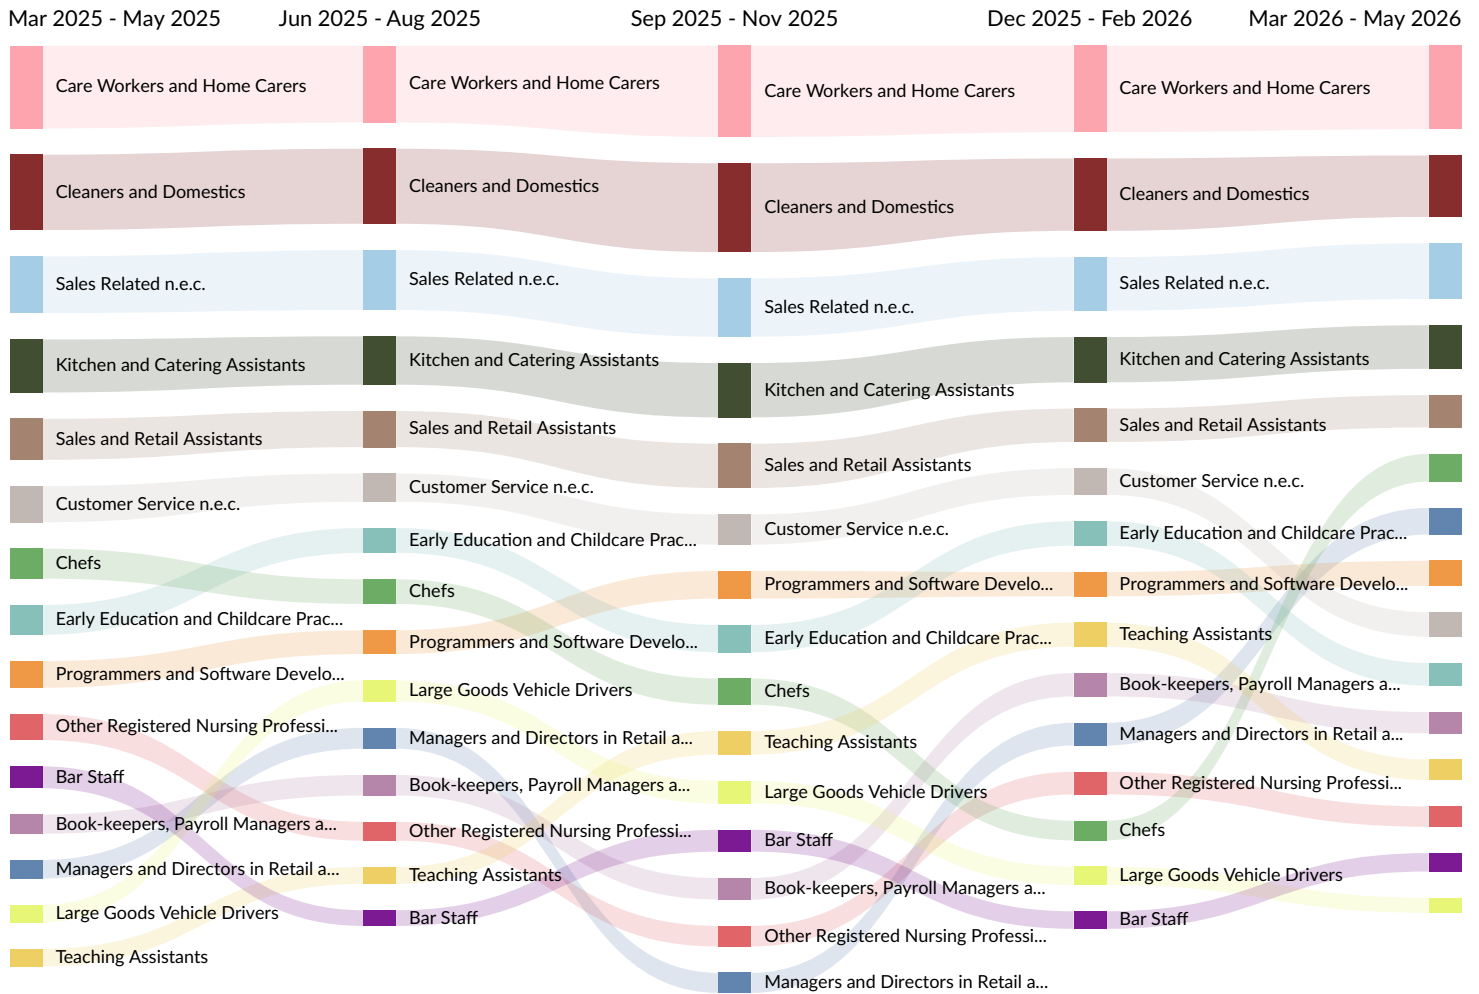 Mar 2025 - May 2025 Jun 2025 - Aug 2025 Sep 2025 - Nov 2025 Dec 2025 - Feb 2026 Mar 2026 - May 2026
Care Workers and Home Carers
Cleaners and Domestics
Sales Related n.e.c.
Kitchen and Catering Assistants
Sales and Retail Assistants
Customer Service n.e.c.
Chefs
Early Education and Childcare Prac...
Programmers and Software Develo...
Other Registered Nursing Professi...
Bar Staff
Book-keepers, Payroll Managers a...
Managers and Directors in Retail a...
Large Goods Vehicle Drivers
Teaching Assistants
Care Workers and Home Carers
Cleaners and Domestics
Sales Related n.e.c.
Kitchen and Catering Assistants
Sales and Retail Assistants
Customer Service n.e.c.
Early Education and Childcare Prac...
Chefs
Programmers and Software Develo...
Large Goods Vehicle Drivers
Managers and Directors in Retail a...
Book-keepers, Payroll Managers a...
Other Registered Nursing Professi...
Teaching Assistants
Bar Staff
Care Workers and Home Carers
Cleaners and Domestics
Sales Related n.e.c.
Kitchen and Catering Assistants
Sales and Retail Assistants
Customer Service n.e.c.
Programmers and Software Develo...
Early Education and Childcare Prac...
Chefs
Teaching Assistants
Large Goods Vehicle Drivers
Bar Staff
Book-keepers, Payroll Managers a...
Other Registered Nursing Professi...
Managers and Directors in Retail a...
Care Workers and Home Carers
Cleaners and Domestics
Sales Related n.e.c.
Kitchen and Catering Assistants
Sales and Retail Assistants
Customer Service n.e.c.
Early Education and Childcare Prac...
Programmers and Software Develo...
Teaching Assistants
Book-keepers, Payroll Managers a...
Managers and Directors in Retail a...
Other Registered Nursing Professi...
Chefs
Large Goods Vehicle Drivers
Bar Staff